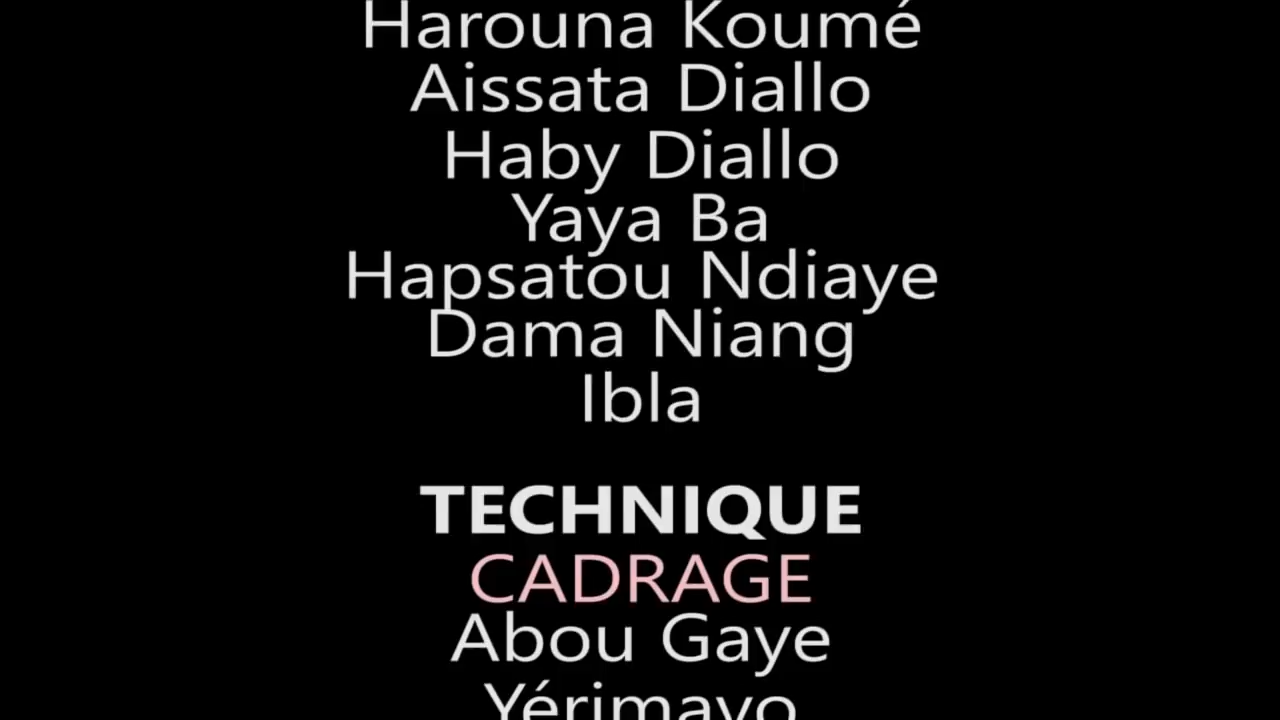 Harouna Koumé
Aissata Diallo
Haby Diallo
Yaya Ba
Hapsatou Ndiaye
Dama Niang
Ibla
TECHNIQUE
CADRAGE
Abou Gaye
Yérimayo